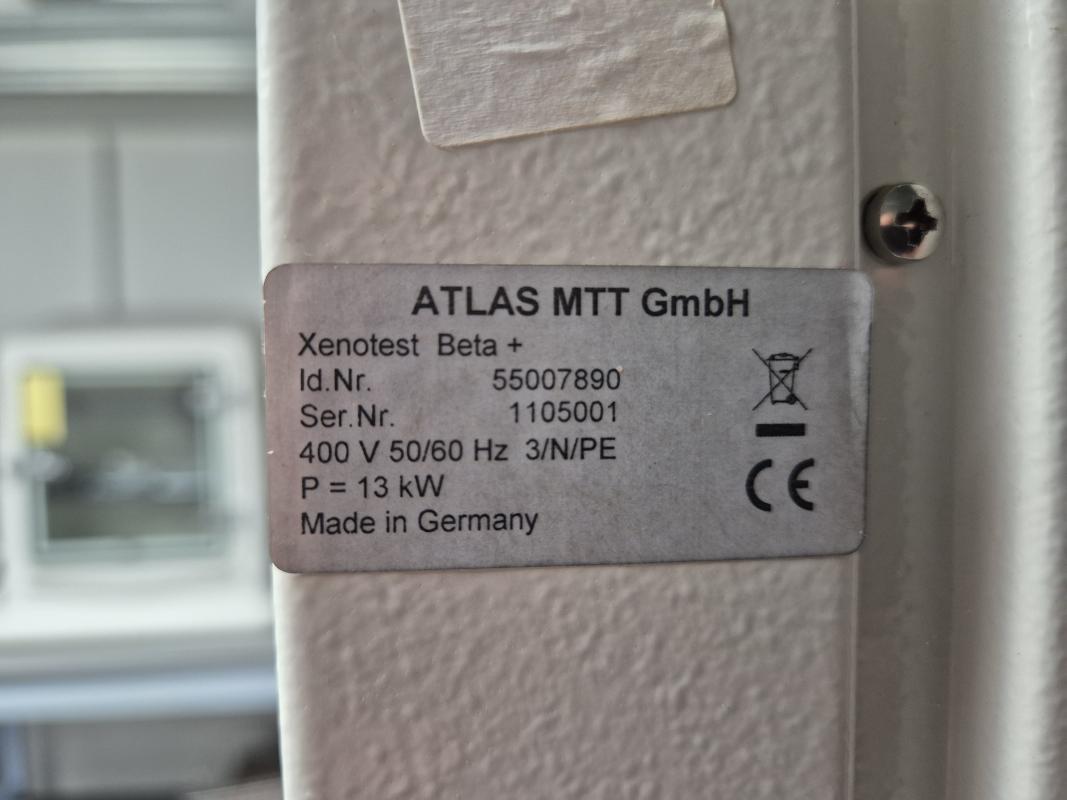 ATLAS MTT GmbH
Xenotest Beta +
Id.Nr. 55007890
Ser.Nr. 1105001
400 V 50/60 Hz 3/N/PE
P = 13 kW
Made in Germany
CE